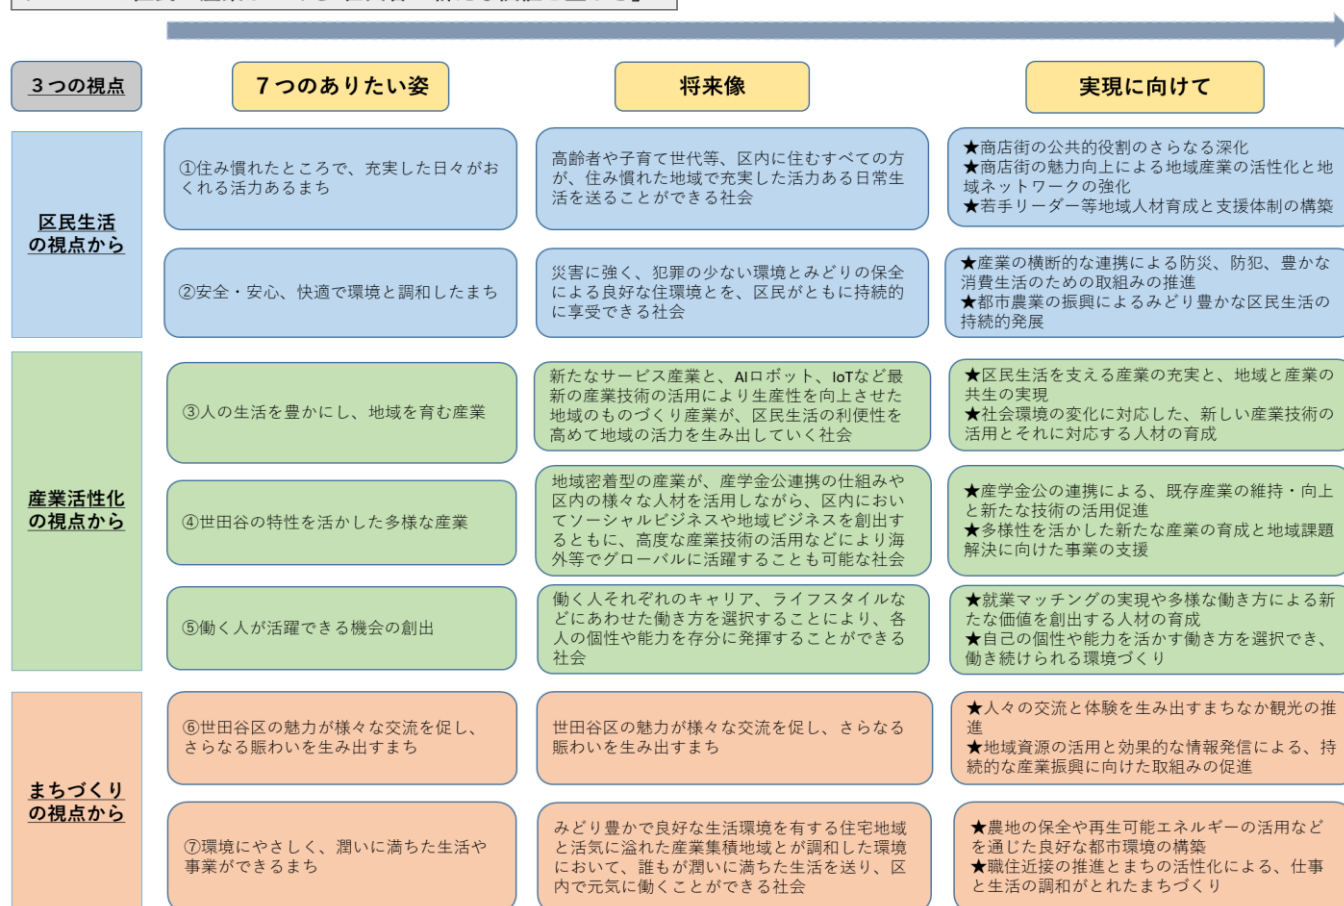 ３つの視点
７つのありたい姿
将来像
実現に向けて
区民生活
の視点から
①住み慣れたところで、充実した日々がお
くれる活力あるまち
高齢者や子育て世代等、区内に住むすべての方
が、住み慣れた地域で充実した活力ある日常生
活を送ることができる社会
★商店街の公共的役割のさらなる深化
★商店街の魅力向上による地域産業の活性化と地
域ネットワークの強化
★若手リーダー等地域人材育成と支援体制の構築
②安全・安心、快適で環境と調和したまち
災害に強く、犯罪の少ない環境とみどりの保全
による良好な住環境とを、区民がともに持続的
に享受できる社会
★産業の横断的な連携による防災、防犯、豊かな
消費生活のための取組みの推進
★都市農業の振興によるみどり豊かな区民生活の
持続的発展
産業活性化
の視点から
③人の生活を豊かにし、地域を育む産業
新たなサービス産業と、AIロボット、IoTなど最
新の産業技術の活用により生産性を向上させた
地域のものづくり産業が、区民生活の利便性を
高めて地域の活力を生み出していく社会
★区民生活を支える産業の充実と、地域と産業の
共生の実現
★社会環境の変化に対応した、新しい産業技術の
活用とそれに対応する人材の育成
④世田谷の特性を活かした多様な産業
地域密着型の産業が、産学金公連携の仕組みや
区内の様々な人材を活用しながら、区内におい
てソーシャルビジネスや地域ビジネスを創出す
るともに、高度な産業技術の活用などにより海
外等でグローバルに活躍することも可能な社会
★産学金公の連携による、既存産業の維持・向上
と新たな技術の活用促進
★多様性を活かした新たな産業の育成と地域課題
解決に向けた事業の支援
⑤働く人が活躍できる機会の創出
働く人それぞれのキャリア、ライフスタイルな
どにあわせた働き方を選択することにより、各
人の個性や能力を存分に発揮することができる
社会
★就業マッチングの実現や多様な働き方による新
たな価値を創出する人材の育成
★自己の個性や能力を活かす働き方を選択でき、
働き続けられる環境づくり
まちづくり
の視点から
⑥世田谷区の魅力が様々な交流を促し、
さらなる賑わいを生み出すまち
世田谷区の魅力が様々な交流を促し、さらなる
賑わいを生み出すまち
★人々の交流と体験を生み出すまちなか観光の推
進
★地域資源の活用と効果的な情報発信による、持
続的な産業振興に向けた取組みの促進
⑦環境にやさしく、潤いに満ちた生活や
事業ができるまち
みどり豊かで良好な生活環境を有する住宅地域
と活気に溢れた産業集積地域とが調和した環境
において、誰もが潤いに満ちた生活を送り、区
内で元気に働くことができる社会
★農地の保全や再生可能エネルギーの活用など
を通じた良好な都市環境の構築
★職住近接の推進とまちの活性化による、仕事
と生活の調和がとれたまちづくり